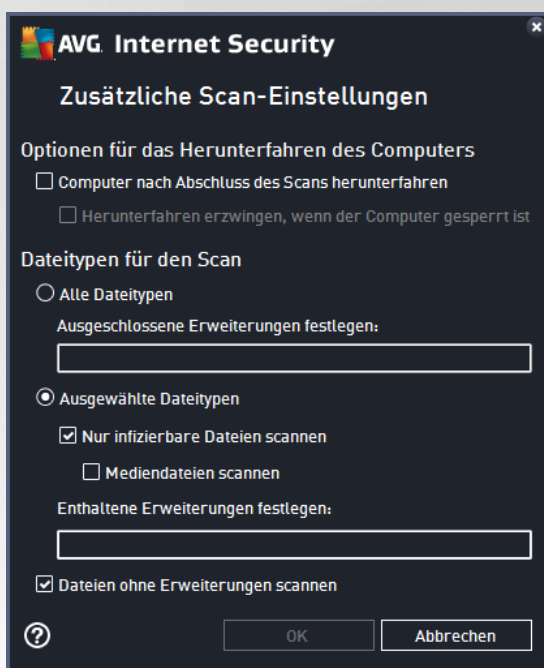 AVG. Internet Security
Zusätzliche Scan-Einstellungen
Optionen für das Herunterfahren des Computers
Computer nach Abschluss des Scans herunterfahren
Herunterfahren erzwingen, wenn der Computer gesperrt ist
Dateitypen für den Scan
Alle Dateitypen
Ausgeschlossene Erweiterungen festlegen:
Ausgewählte Dateitypen
Nur infizierbare Dateien scannen
Mediendateien scannen
Enthaltene Erweiterungen festlegen:
Dateien ohne Erweiterungen scannen
OK
Abbrechen